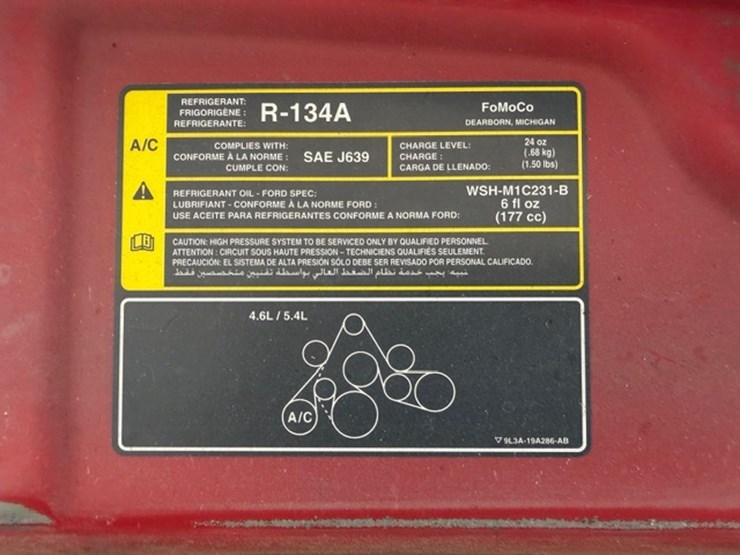 REFRIGERANT:
FRIGORIGÈNE :
REFRIGERANTE:
R-134A
FoMoCo
DEARBORN, MICHIGAN
A/C
COMPLIES WITH:
CONFORME À LA NORME :
CUMPLE CON:
SAE J639
CHARGE LEVEL:
CHARGE :
CARGA DE LLENADO:
24 oz
(.68 kg)
(1.50 lbs)
REFRIGERANT OIL - FORD SPEC:
LUBRIFIANT - CONFORME À LA NORME FORD :
USE ACEITE PARA REFRIGERANTES CONFORME A NORMA FORD:
WSH-M1C231-B
6 fl oz
(177 cc)
CAUTION: HIGH PRESSURE SYSTEM TO BE SERVICED ONLY BY QUALIFIED PERSONNEL.
ATTENTION : CIRCUIT SOUS HAUTE PRESSION – TECHNICIENS QUALIFIÉS SEULEMENT.
PRECAUCIÓN: EL SISTEMA DE ALTA PRESIÓN SÓLO DEBE SER REVISADO POR PERSONAL CALIFICADO.
تنبيه: يجب خدمة نظام الضغط العالي بواسطة تقنيين متخصصين فقط.
4.6L / 5.4L
A/C
9L3A-19A286-AB